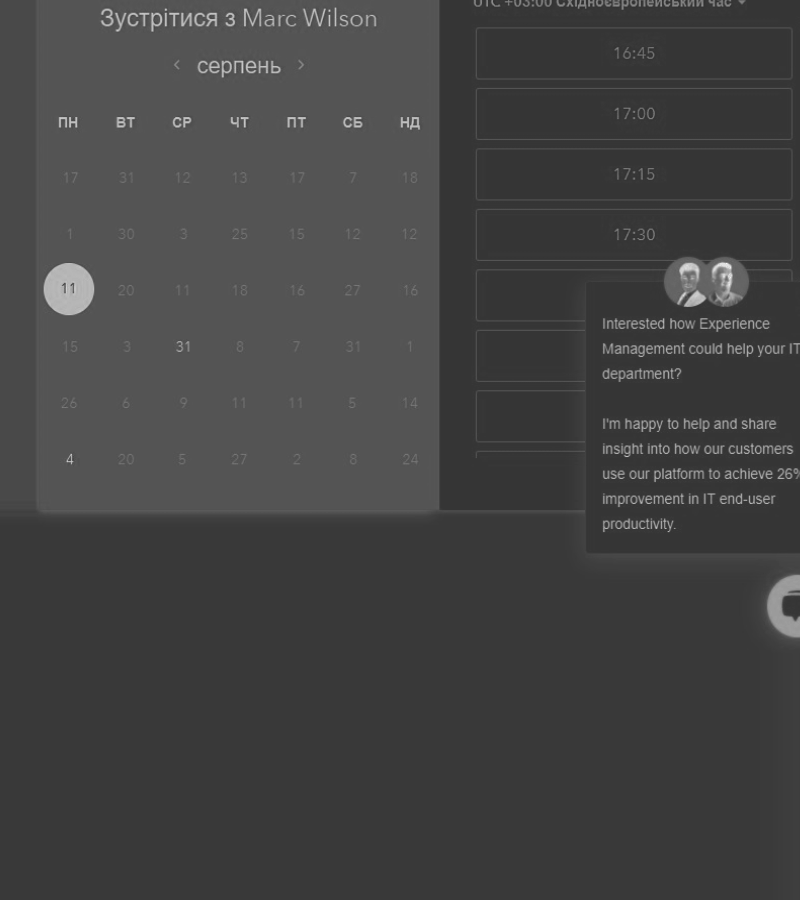 Зустрітися з Marc Wilson
‹ серпень ›
ПН ВТ СР ЧТ ПТ СБ НД
17 31 12 13 17 7 18
1 30 3 25 15 12 12
11 20 11 18 16 27 16
15 3 31 8 7 31 1
26 6 9 11 11 5 14
4 20 5 27 2 8 24
UTC +03:00 Східноєвропейський час
16:45
17:00
17:15
17:30
Interested how Experience
Management could help your IT
department?
I'm happy to help and share
insight into how our customers
use our platform to achieve 26%
improvement in IT end-user
productivity.